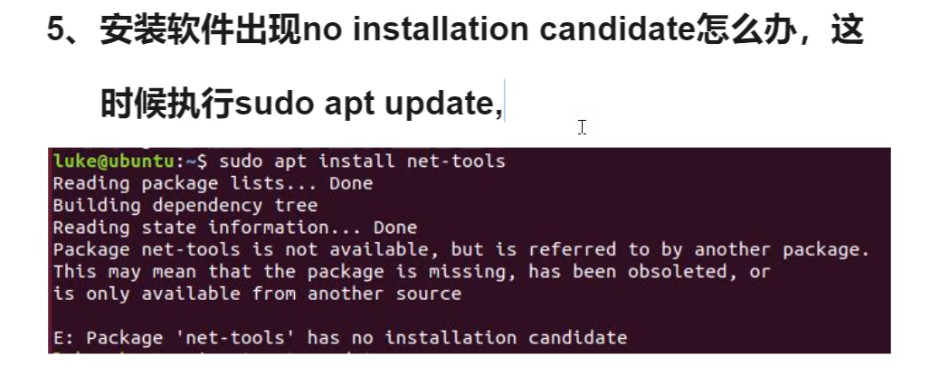 5、安装软件出现no installation candidate怎么办，这
时候执行sudo apt update,
luke@ubuntu:~$ sudo apt install net-tools
Reading package lists... Done
Building dependency tree
Reading state information... Done
Package net-tools is not available, but is referred to by another package.
This may mean that the package is missing, has been obsoleted, or
is only available from another source
E: Package 'net-tools' has no installation candidate